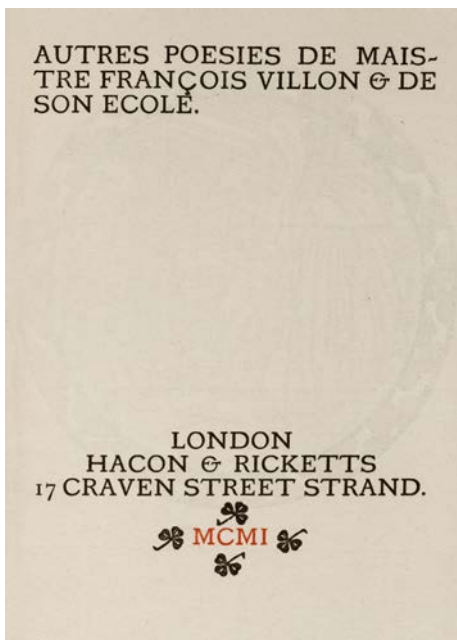 AUTRES POESIES DE MAIS-
TRE FRANÇOIS VILLON & DE
SON ECOLE.
LONDON
HACON & RICKETTS
17 CRAVEN STREET STRAND.
MCMI